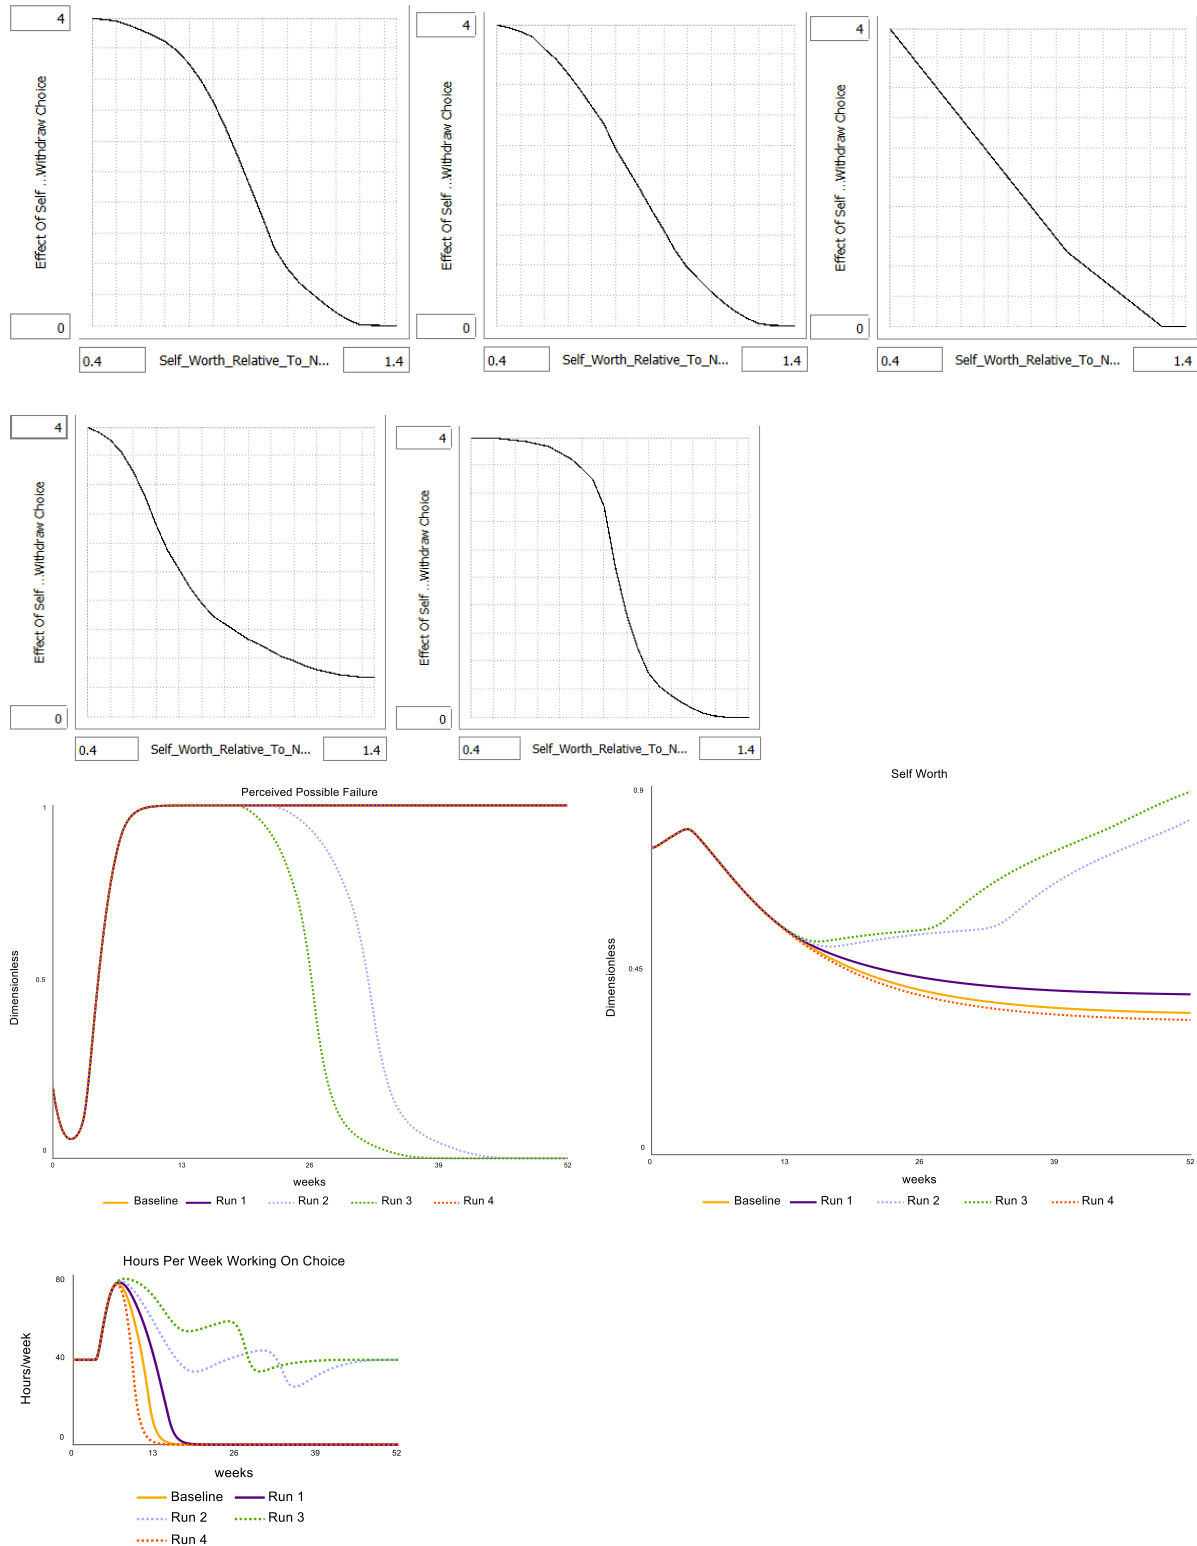 4
Effect Of Self ...Withdraw Choice
0
0.4 Self_Worth_Relative_To_N... 1.4
4
Effect Of Self ...Withdraw Choice
0
0.4 Self_Worth_Relative_To_N... 1.4
4
Effect Of Self ...Withdraw Choice
0
0.4 Self_Worth_Relative_To_N... 1.4
4
Effect Of Self ...Withdraw Choice
0
0.4 Self_Worth_Relative_To_N... 1.4
4
Effect Of Self ...Withdraw Choice
0
0.4 Self_Worth_Relative_To_N... 1.4
Perceived Possible Failure
1
0.5
0
Dimensionless
0 13 26 39 52
weeks
Baseline Run 1 Run 2 Run 3 Run 4
Self Worth
0.9
0.45
0
Dimensionless
0 13 26 39 52
weeks
Baseline Run 1 Run 2 Run 3 Run 4
Hours Per Week Working On Choice
80
40
0
Hours/week
0 13 26 39 52
weeks
Baseline Run 1
Run 2 Run 3
Run 4